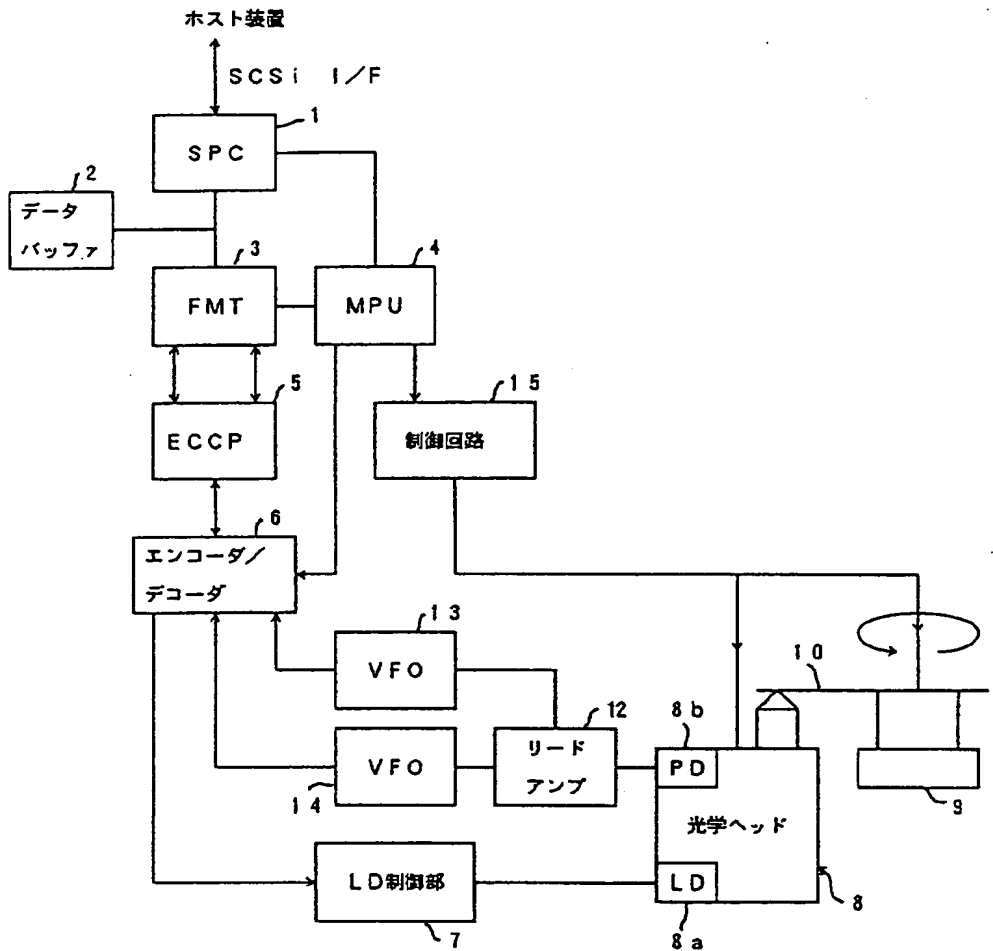 ホスト装置
SCSi I/F
1
SPC
2
データ
バッファ
3
FMT
4
MPU
5
ECCP
15
制御回路
6
エンコーダ/
デコーダ
13
VFO
10
12
リード
アンプ
8b
PD
VFO
14
9
光学ヘッド
LD制御部
7
LD
8
8a